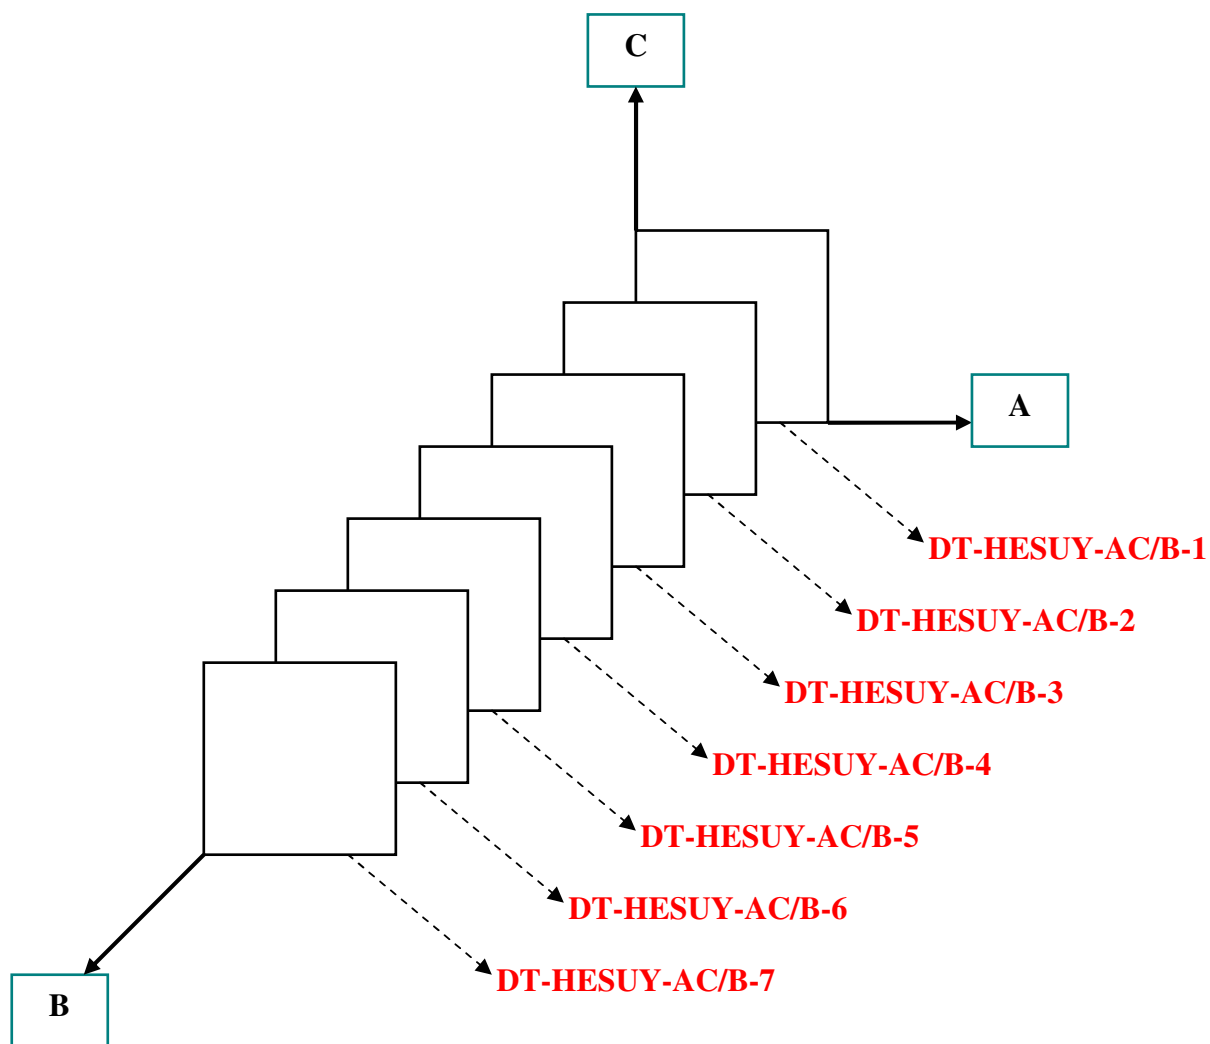 C
A
DT-HESUY-AC/B-1
DT-HESUY-AC/B-2
DT-HESUY-AC/B-3
DT-HESUY-AC/B-4
DT-HESUY-AC/B-5
DT-HESUY-AC/B-6
DT-HESUY-AC/B-7
B